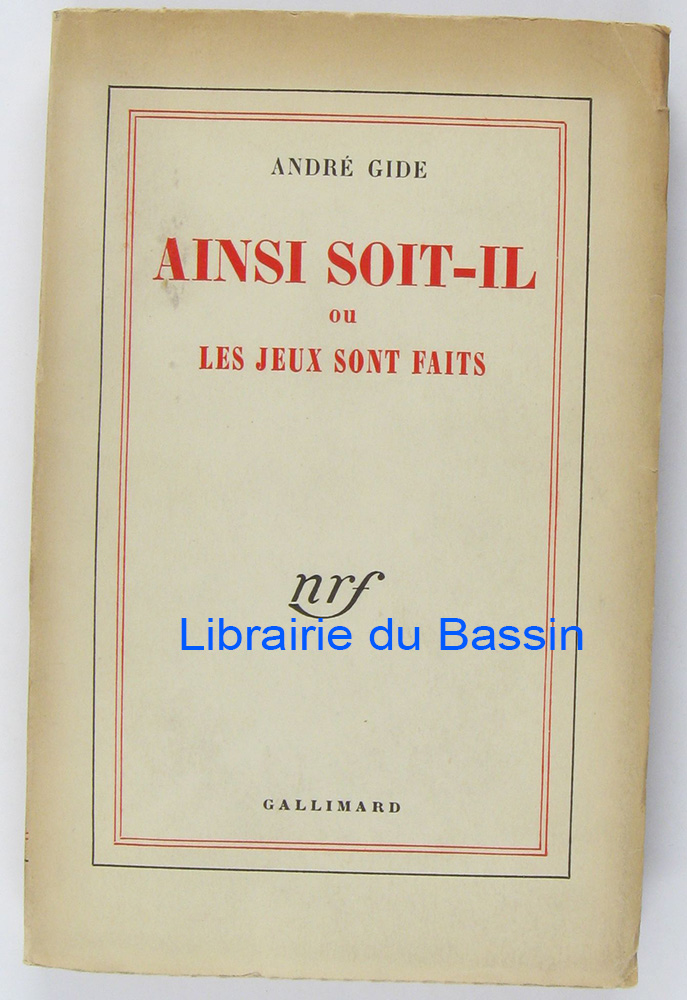 ANDRÉ GIDE
AINSI SOIT-IL
ou
LES JEUX SONT FAITS
nrf
Librairie du Bassin
GALLIMARD